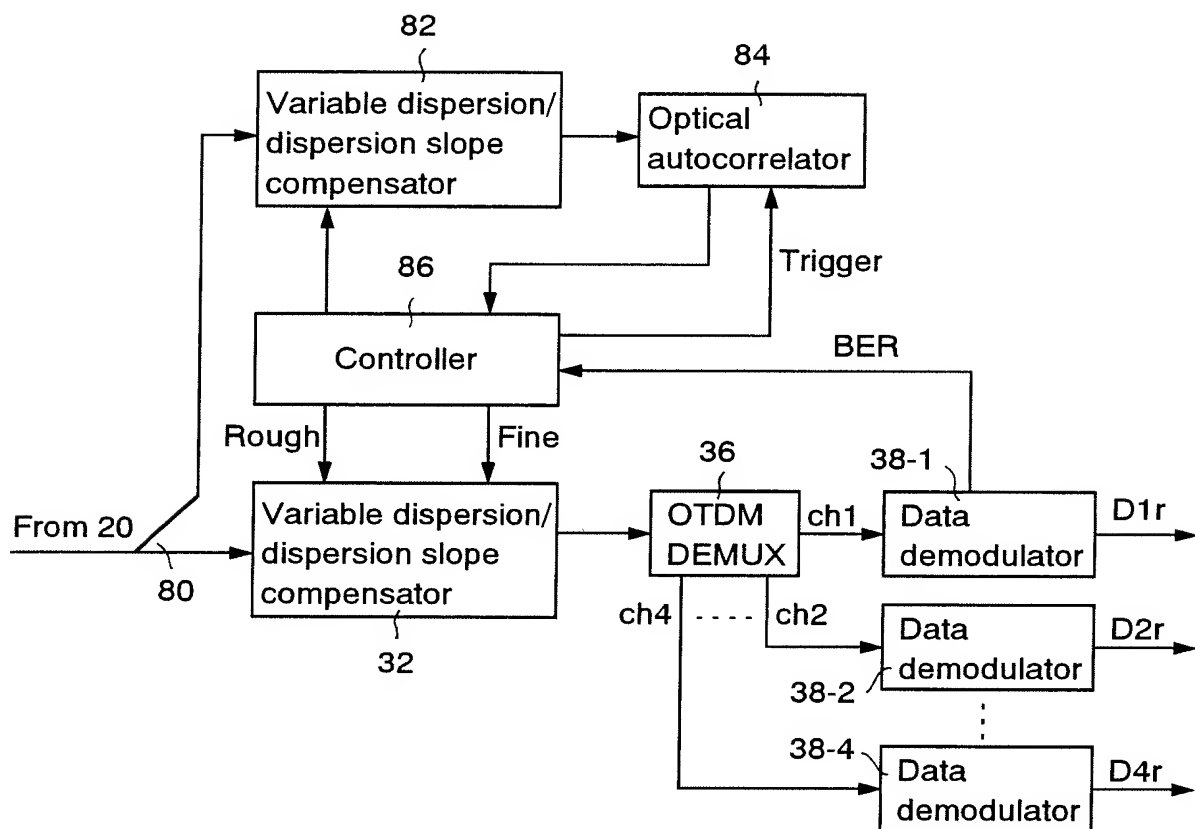 82
Variable dispersion/
dispersion slope
compensator
84
Optical
autocorrelator
86
Controller
Trigger
BER
Rough
Fine
From 20
80
Variable dispersion/
dispersion slope
compensator
32
36
OTDM
DEMUX
ch1
ch4
ch2
38-1
Data
demodulator
D1r
Data
demodulator
38-2
D2r
38-4
Data
demodulator
D4r